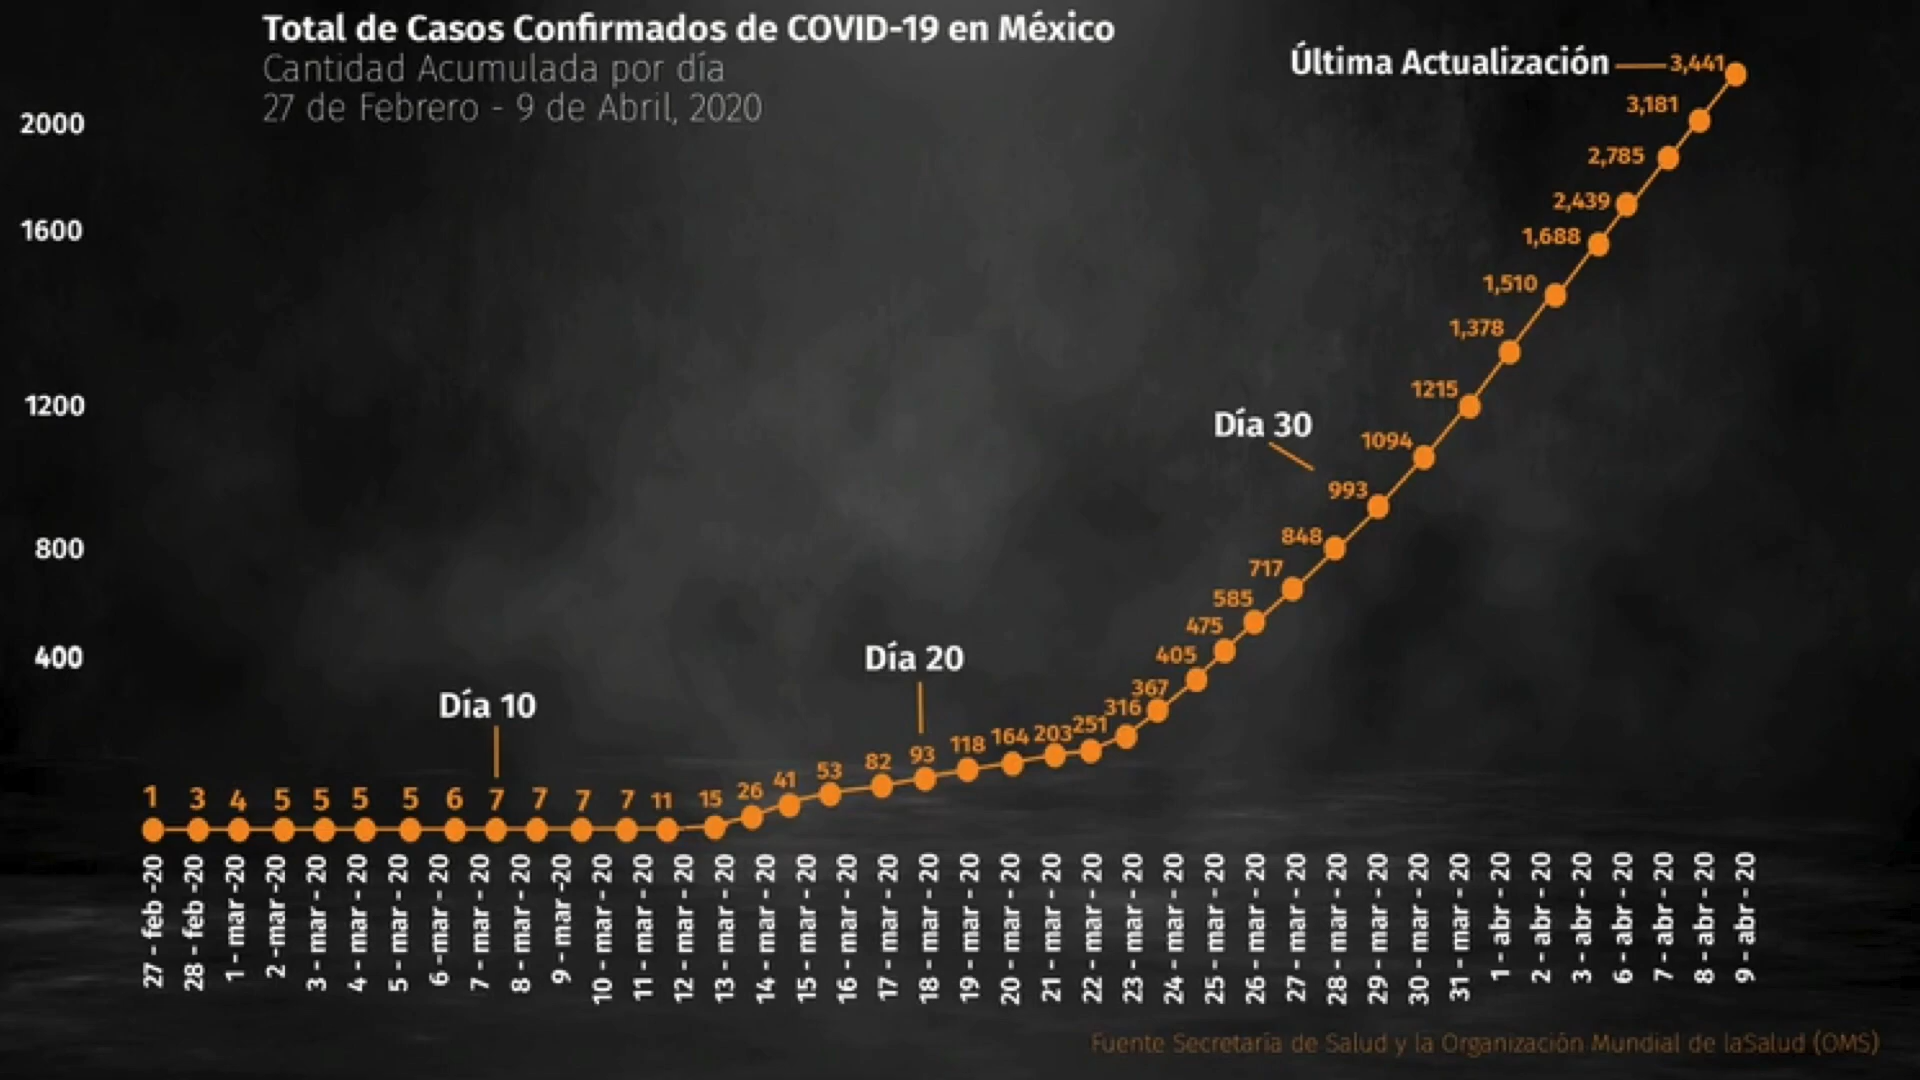 Total de Casos Confirmados de COVID-19 en México
Cantidad Acumulada por día
27 de Febrero - 9 de Abril, 2020
Última Actualización
3,441
3,181
2,785
2,439
1,688
1,510
1,378
1215
1094
993
848
717
585
475
405
367
316
251
203
164
118
93
82
53
41
26
15
11
7
7
7
7
6
5
5
5
5
4
3
1
2000
1600
1200
800
400
Día 10
Día 20
Día 30
27 - feb -20
28 - feb -20
1 - mar -20
2 -mar -20
3 - mar - 20
4 - mar - 20
5 - mar - 20
6 -mar - 20
7 - mar - 20
8 - mar - 20
9 - mar -20
10 - mar - 20
11 - mar - 20
12 - mar - 20
13 - mar - 20
14 - mar - 20
15 - mar - 20
16 - mar - 20
17 - mar - 20
18 - mar - 20
19 - mar - 20
20 - mar - 20
21 - mar - 20
22 - mar - 20
23 - mar - 20
24 - mar - 20
25 - mar - 20
26 - mar - 20
27 - mar - 20
28 - mar - 20
29 - mar - 20
30 - mar - 20
31 - mar - 20
1 - abr - 20
2 - abr - 20
3 - abr - 20
6 - abr - 20
7 - abr - 20
8 - abr - 20
9 - abr - 20
Fuente Secretaría de Salud y la Organización Mundial de laSalud (OMS)